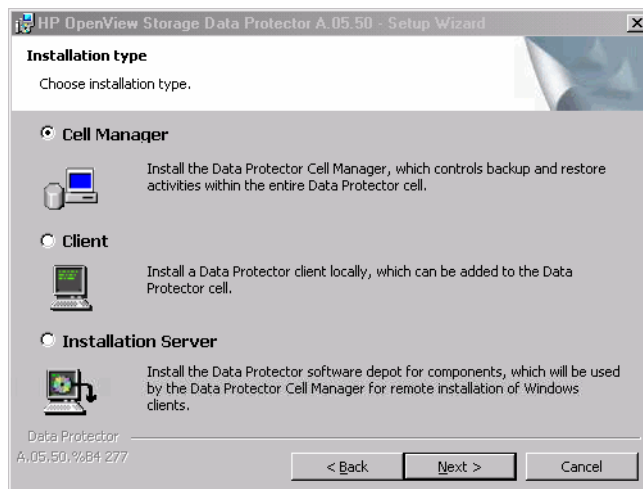 HP OpenView Storage Data Protector A.05.50 - Setup Wizard
Installation type
Choose installation type.
Cell Manager
Install the Data Protector Cell Manager, which controls backup and restore
activities within the entire Data Protector cell.
Client
Install a Data Protector client locally, which can be added to the Data
Protector cell.
Installation Server
Install the Data Protector software depot for components, which will be used
by the Data Protector Cell Manager for remote installation of Windows
clients.
Data Protector
A.05.50.%B4 277
< Back
Next >
Cancel